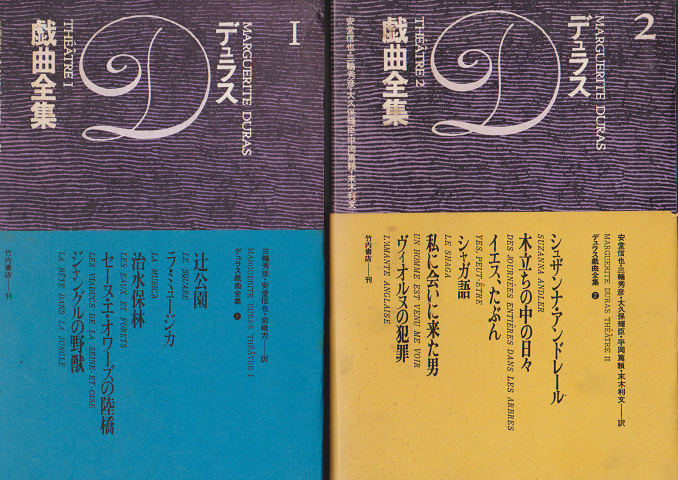 1
デュラス
MARGUERITE DURAS
D
THÉÂTRE 1
戯曲全集
三輪秀彦・安堂信也・岩崎力——訳
MARGUERITE DURAS THÉÂTRE-I
デュラス戯曲全集❶
辻公園
LE SQUARE
ラ・ミュージカ
LA MUSICA
治水保林
LES EAUX ET FORETS
セーヌ・エ・オワーズの陸橋
LES VIADUCS DE LA SEINE-ET-OISE
ジャングルの野獣
LA BÊTE DANS LA JUNGLE
竹内書店——刊
2
デュラス
MARGUERITE DURAS
D
THÉÂTRE 2
戯曲全集
安堂信也・三輪秀彦・大久保輝臣・平岡篤頼・末木利文
安堂信也・三輪秀彦・大久保輝臣・平岡篤頼・末木利文——訳
MARGUERITE DURAS THÉÂTRE II
デュラス戯曲全集❷
シュザンナ・アンドレール
SUZANNA ANDLER
木立ちの中の日々
DES JOURNÉES ENTIÈRES DANS LES ARBRES
イエス、たぶん
YES, PEUT-ÊTRE
シャガ語
LE SHAGA
私に会いに来た男
UN HOMME EST VENU ME VOIR
ヴィオルヌの犯罪
L'AMANTE ANGLAISE
竹内書店——刊